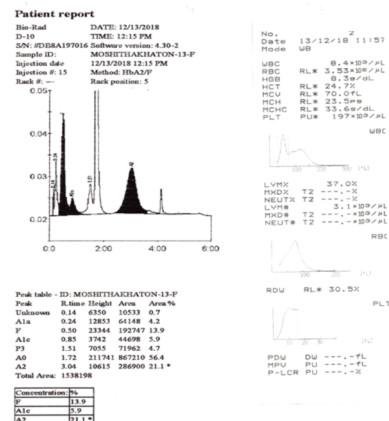 Patient report
Bio-Rad DATE: 12/13/2018
D-10 TIME: 12:15 PM
S/N: #DB8A197016 Software version: 4.30-2
Sample ID: MOSHITHAKHATON-13-F
Injection date 12/13/2018 12:15 PM
Injection #: 15 Method: HbA2/F
Rack #: --- Rack position: 5
0.05
0.04
0.03
0.02
0.0 2:00 4:00 6:00
Peak table - ID: MOSHITHAKHATON-13-F
Peak R.time Height Area Area %
Unknown 0.14 6350 10533 0.7
A1a 0.24 12853 64148 4.2
F 0.50 23344 192747 13.9
A1c 0.85 3742 44698 5.9
P3 1.51 7055 71962 4.7
A0 1.72 211741 867210 56.4
A2 3.04 10615 286900 21.1 *
Total Area: 1538198
Concentration: %
F 13.9
A1c 5.9
A2 21.1 *
No. 2
Date 13/12/18 11:57
Mode WB
WBC 8.4×10³/µL
RBC RL* 3.53×10⁶/µL
HGB 8.3g/dL
HCT RL* 24.7%
MCV RL* 70.0fL
MCH RL* 23.5pg
MCHC RL* 33.6g/dL
PLT PU* 197×10³/µL
WBC
100 200 300 [fL]
LYM% 37.0%
MXD% T2 ---.-%
NEUT% T2 ---.-%
LYM# 3.1×10³/µL
MXD# T2 ---.-×10³/µL
NEUT# T2 ---.-×10³/µL
RBC
RDW RL* 30.5%
PLT
PDW DW ---.-fL
MPV PU ---.-fL
P-LCR PU ---.-%